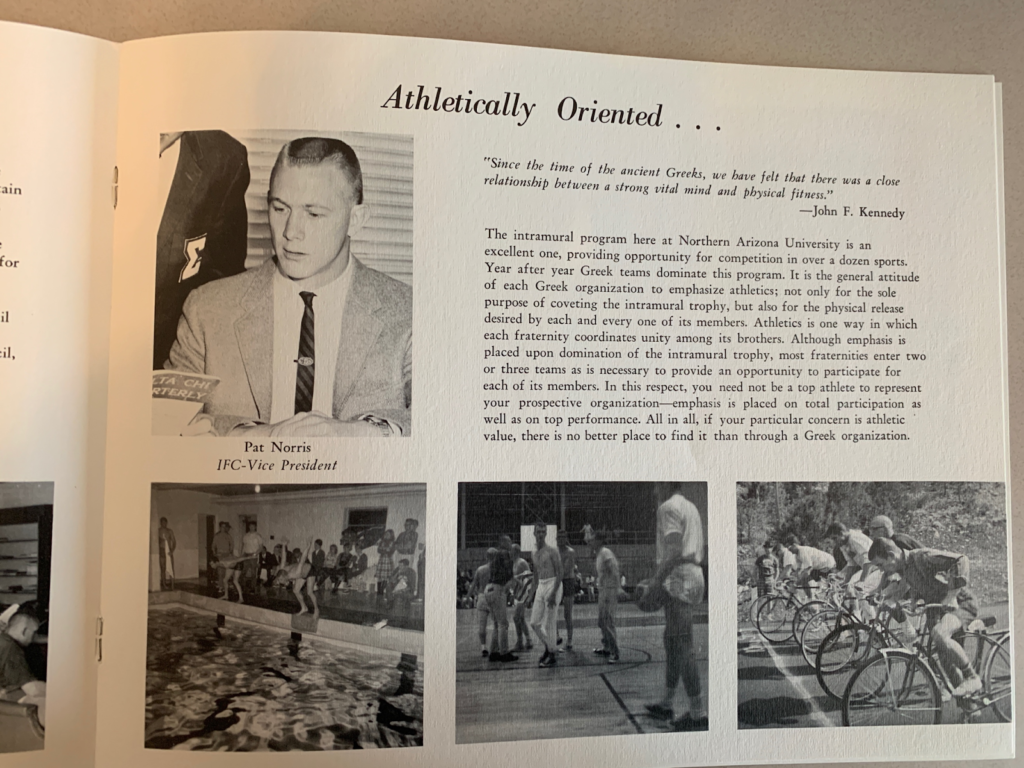 tain
for
il
cil,
Athletically Oriented . . .
"Since the time of the ancient Greeks, we have felt that there was a close
relationship between a strong vital mind and physical fitness."
—John F. Kennedy
The intramural program here at Northern Arizona University is an
excellent one, providing opportunity for competition in over a dozen sports.
Year after year Greek teams dominate this program. It is the general attitude
of each Greek organization to emphasize athletics; not only for the sole
purpose of coveting the intramural trophy, but also for the physical release
desired by each and every one of its members. Athletics is one way in which
each fraternity coordinates unity among its brothers. Although emphasis is
placed upon domination of the intramural trophy, most fraternities enter two
or three teams as is necessary to provide an opportunity to participate for
each of its members. In this respect, you need not be a top athlete to represent
your prospective organization—emphasis is placed on total participation as
well as on top performance. All in all, if your particular concern is athletic
value, there is no better place to find it than through a Greek organization.
Σ
LTA CHI
RTERLY
Pat Norris
IFC-Vice President